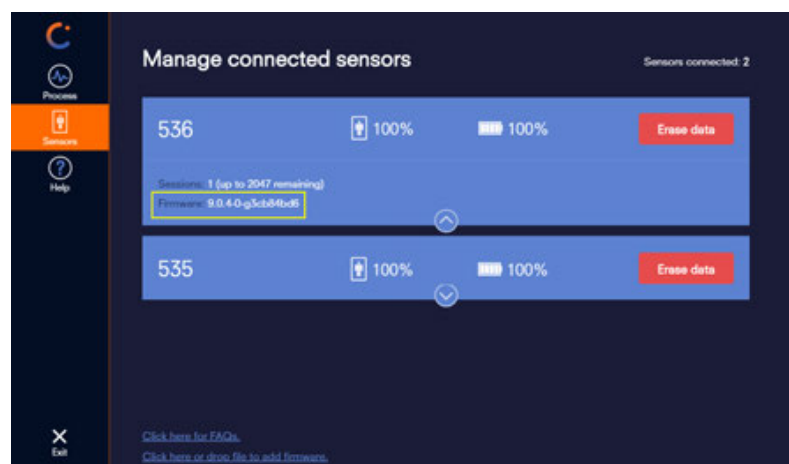 Manage connected sensors
Sensors connected: 2
Process
Sensors
Help
536
100%
100%
Erase data
Sessions: 1 (up to 2047 remaining)
Firmware: 9.0.4-0-g3cb84bd6
535
100%
100%
Erase data
Exit
Click here for FAQs.
Click here or drop file to add firmware.